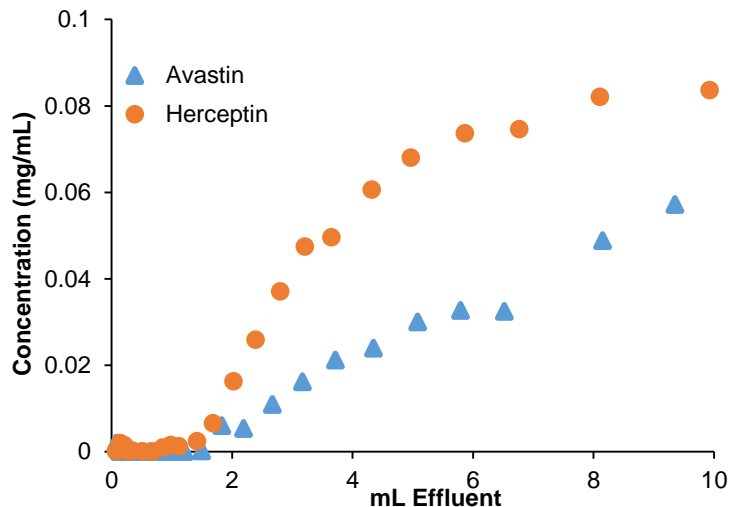 0.1
0.08
0.06
0.04
0.02
0
Concentration (mg/mL)
Avastin
Herceptin
0 2 4 6 8 10
mL Effluent